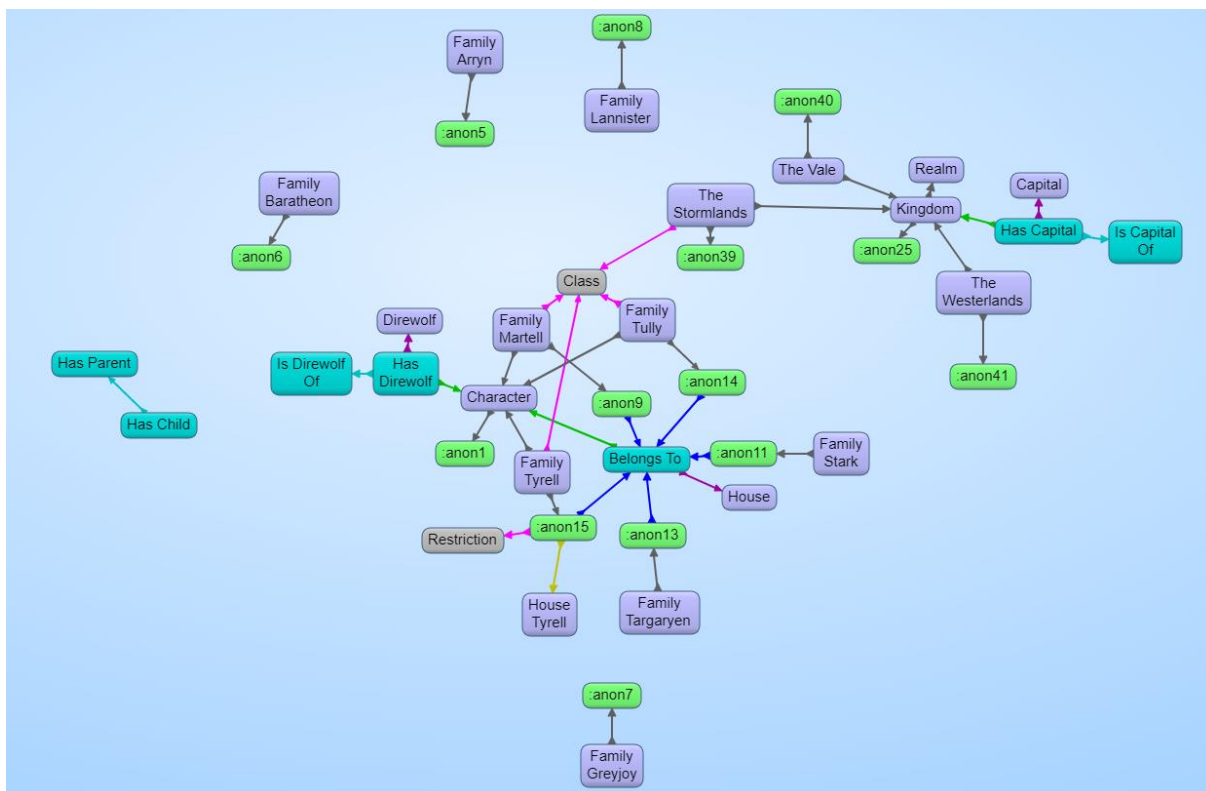 :anon8
Family
Arryn
:anon5
Family
Lannister
:anon40
The Vale
Realm
Capital
Family
Baratheon
:anon6
The
Stormlands
Kingdom
Has Capital
Is Capital
Of
:anon39
:anon25
Class
The
Westerlands
:anon41
Direwolf
Family
Martell
Family
Tully
Has Parent
Is Direwolf
Of
Has
Direwolf
:anon14
Character
:anon9
Has Child
:anon1
Family
Tyrell
Belongs To
:anon11
Family
Stark
House
:anon15
Restriction
:anon13
House
Tyrell
Family
Targaryen
:anon7
Family
Greyjoy